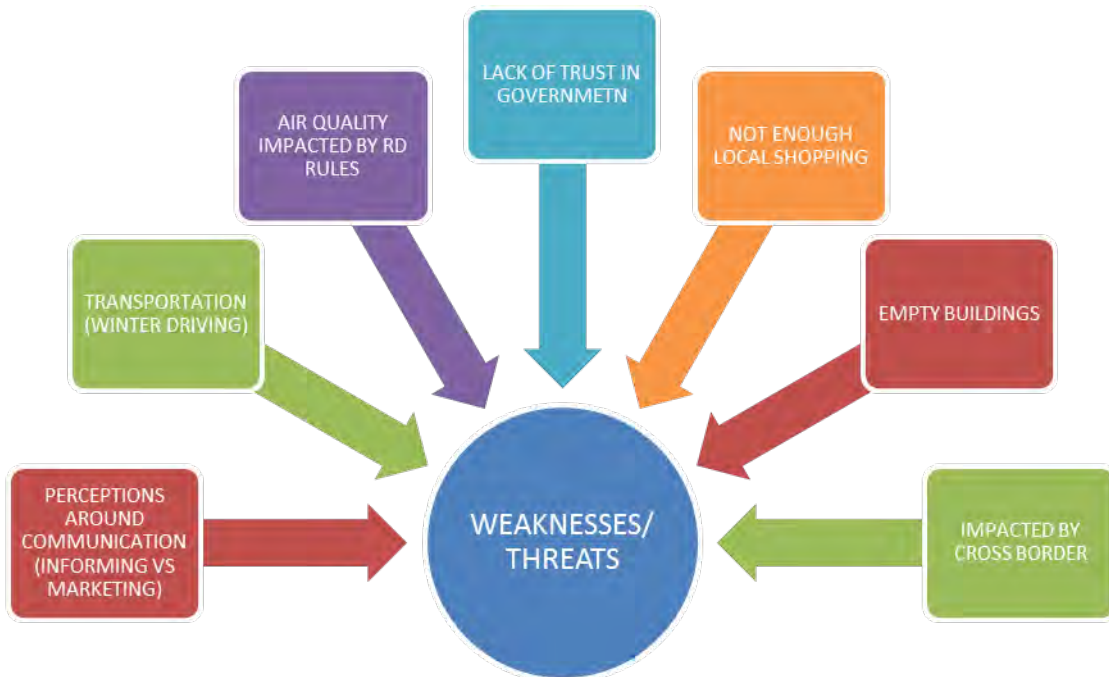 LACK OF TRUST IN
GOVERNMETN
AIR QUALITY
IMPACTED BY RD
RULES
NOT ENOUGH
LOCAL SHOPPING
TRANSPORTATION
(WINTER DRIVING)
EMPTY BUILDINGS
PERCEPTIONS
AROUND
COMMUNICATION
(INFORMING VS
MARKETING)
WEAKNESSES/
THREATS
IMPACTED BY
CROSS BORDER